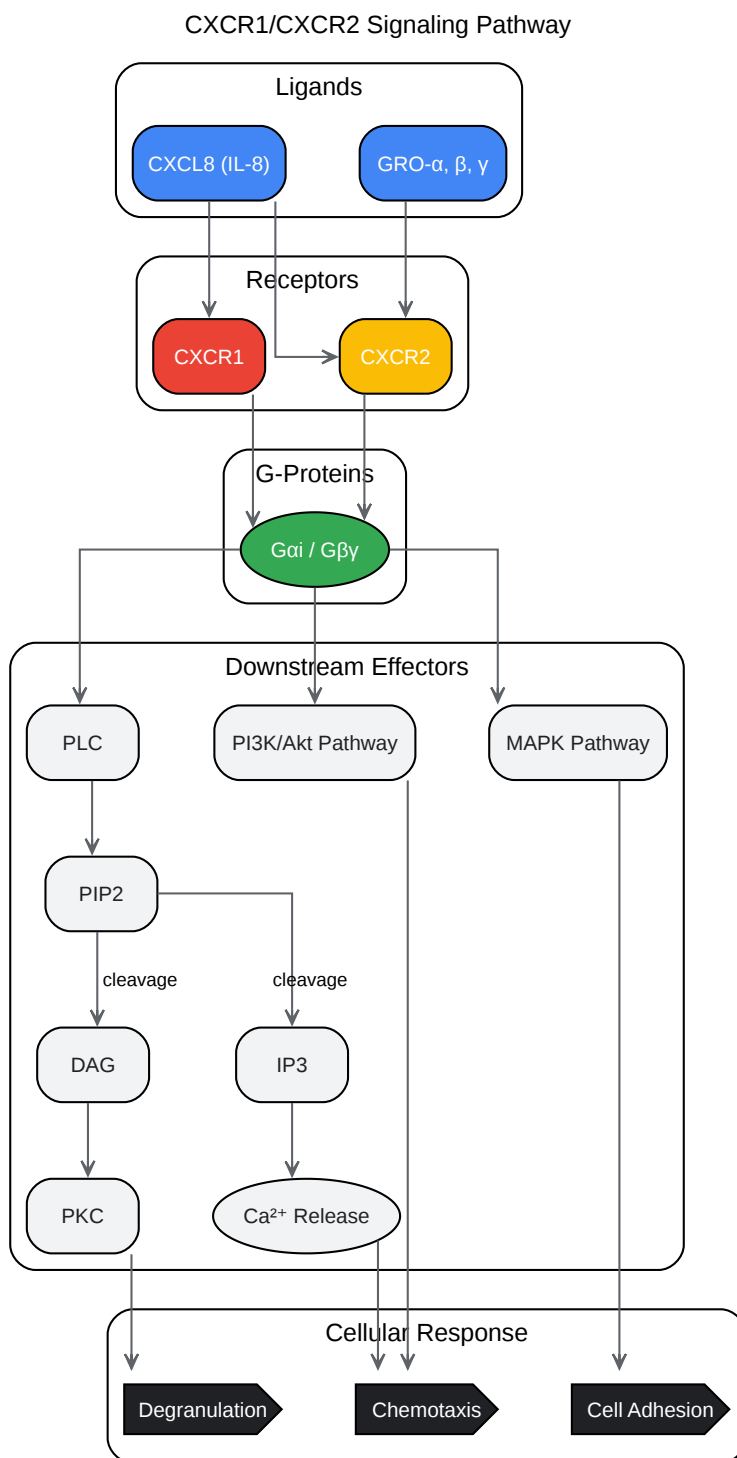 CXCR1/CXCR2 Signaling Pathway
Ligands
CXCL8 (IL-8)
GRO-α, β, γ
Receptors
CXCR1
CXCR2
G-Proteins
Gαi / Gβγ
Downstream Effectors
PLC
PI3K/Akt Pathway
MAPK Pathway
PIP2
cleavage
cleavage
DAG
IP3
PKC
Ca²⁺ Release
Cellular Response
Degranulation
Chemotaxis
Cell Adhesion